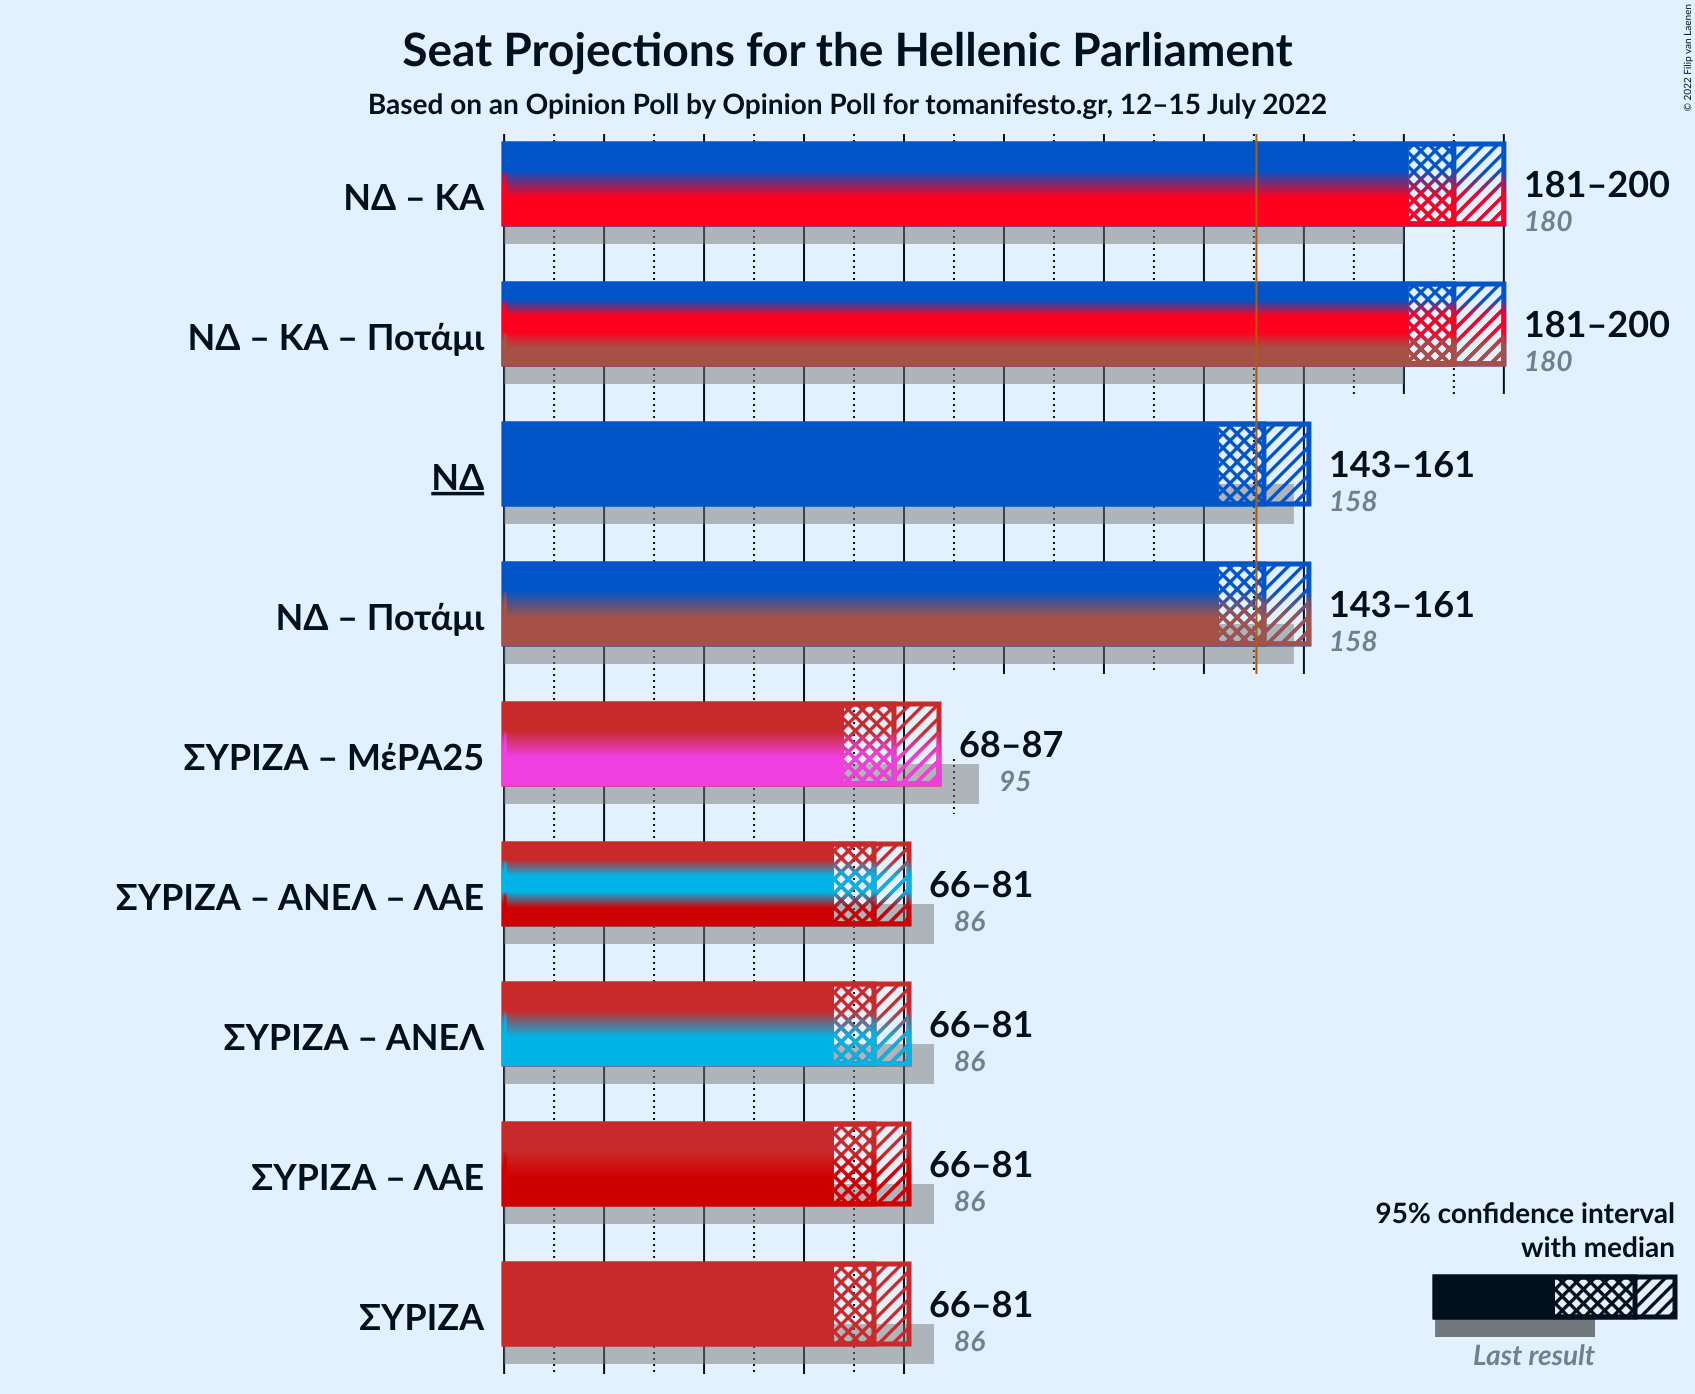 Seat Projections for the Hellenic Parliament
Based on an Opinion Poll by Opinion Poll for tomanifesto.gr, 12–15 July 2022
© 2022 Filip van Laenen
ΝΔ – ΚΑ
181–200
180
ΝΔ – ΚΑ – Ποτάμι
181–200
180
ΝΔ
143–161
158
ΝΔ – Ποτάμι
143–161
158
ΣΥΡΙΖΑ – ΜέΡΑ25
68–87
95
ΣΥΡΙΖΑ – ΑΝΕΛ – ΛΑΕ
66–81
86
ΣΥΡΙΖΑ – ΑΝΕΛ
66–81
86
ΣΥΡΙΖΑ – ΛΑΕ
66–81
86
ΣΥΡΙΖΑ
66–81
86
95% confidence interval
with median
Last result